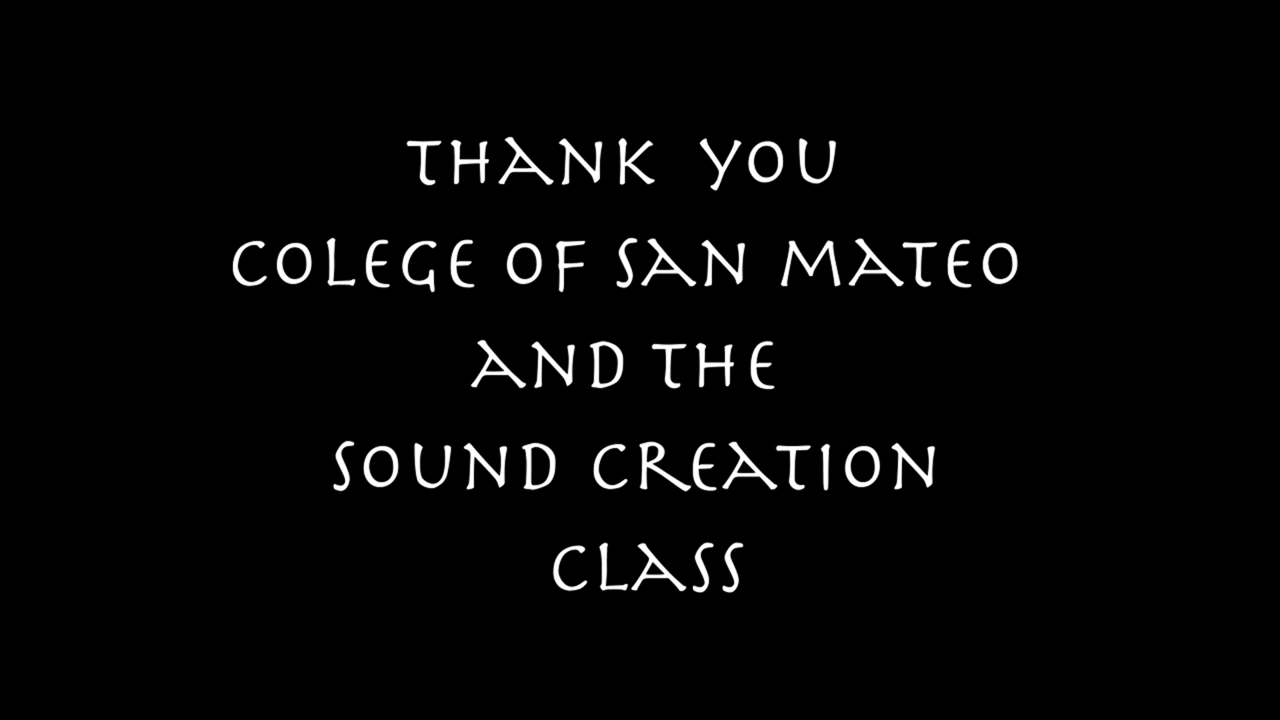 THANK YOU
COLEGE OF SAN MATEO
AND THE
SOUND CREATION
CLASS